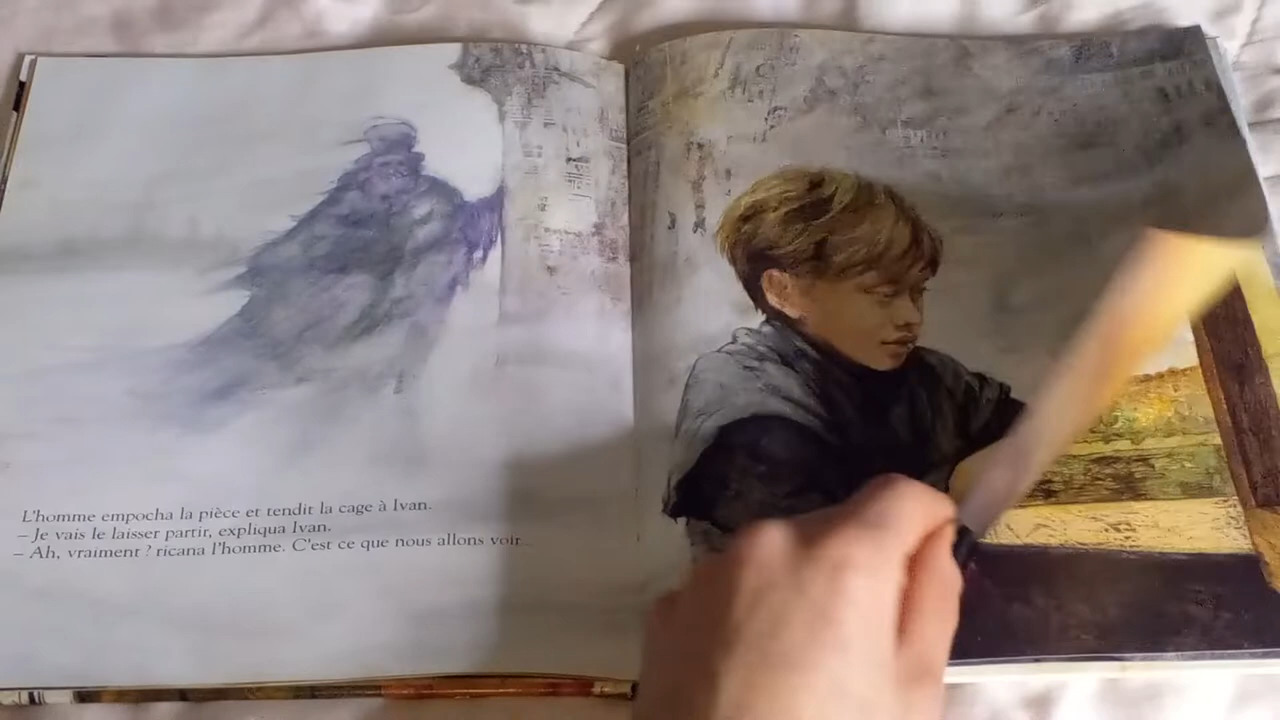 L'homme empocha la pièce et tendit la cage à Ivan.
– Je vais le laisser partir, expliqua Ivan.
– Ah, vraiment ? ricana l'homme. C'est ce que nous allons voir...